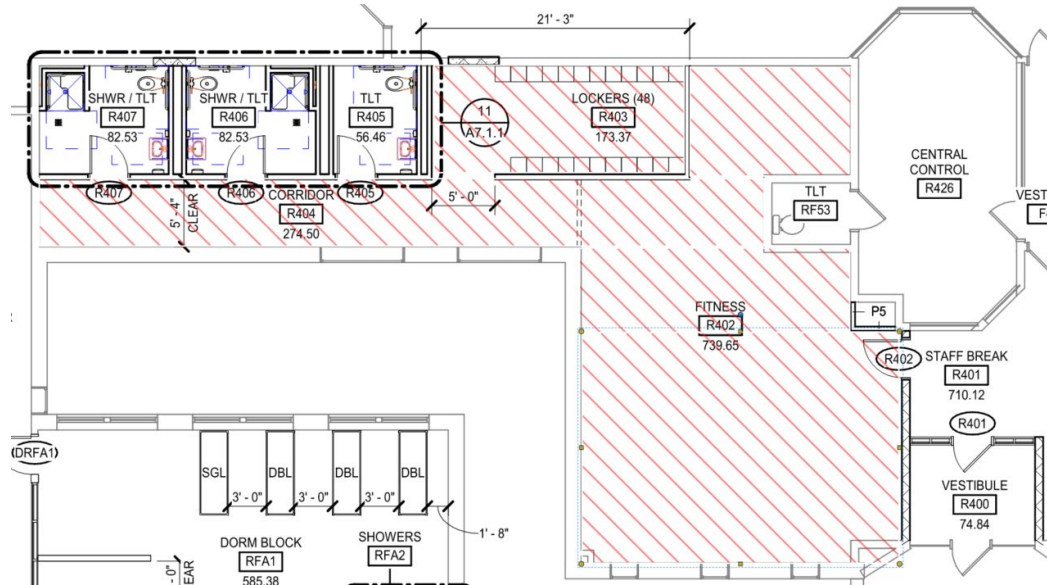 21' - 3"
SHWR / TLT
R407
82.53
SHWR / TLT
R406
82.53
TLT
R405
56.46
11
A7.1.1
LOCKERS (48)
R403
173.37
CENTRAL
CONTROL
R426
VEST
F
R407
R406
CORRIDOR
R404
274.50
R405
5' - 4"
CLEAR
5' - 0"
TLT
RF53
FITNESS
R402
739.65
P5
R402
STAFF BREAK
R401
710.12
R401
DRFA1
SGL
DBL
DBL
DBL
3' - 0"
3' - 0"
3' - 0"
1' - 8"
VESTIBULE
R400
74.84
DORM BLOCK
RFA1
585.38
SHOWERS
RFA2
- 0"
EAR